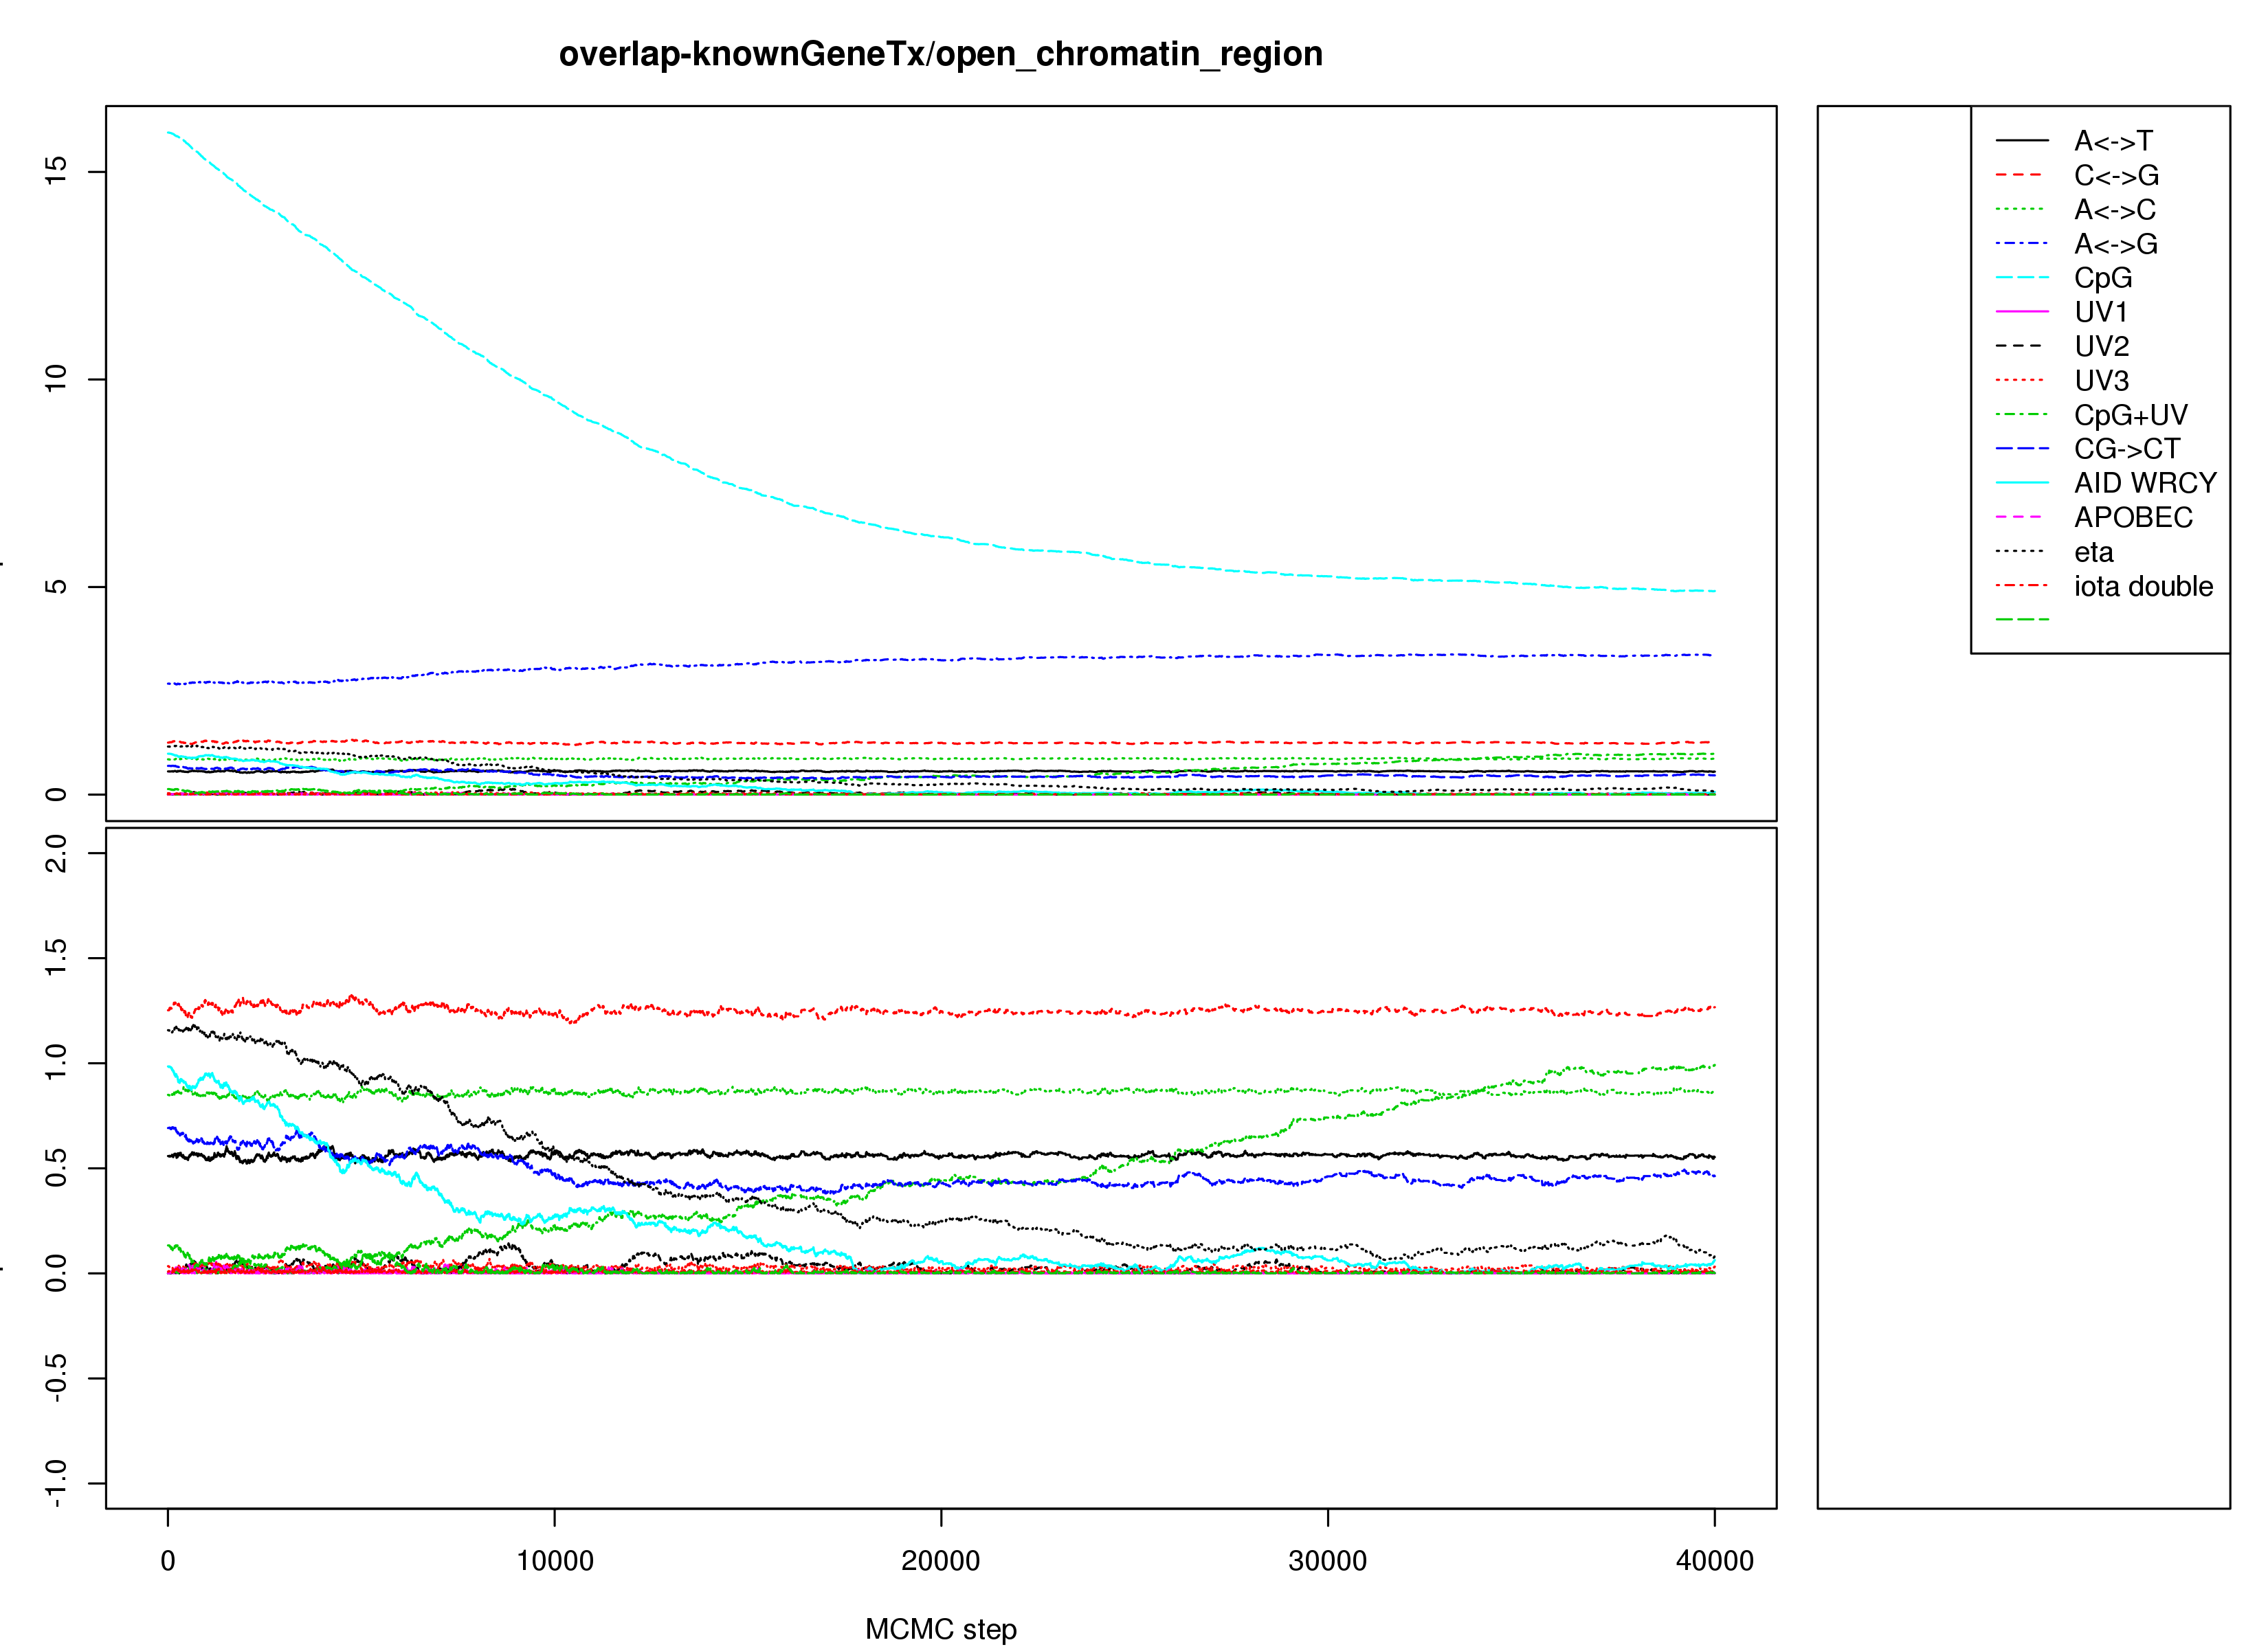 overlap-knownGeneTx/open_chromatin_region
15
10
5
0
2.0
1.5
1.0
0.5
0.0
-0.5
-1.0
0
10000
20000
30000
40000
MCMC step
A<->T
C<->G
A<->C
A<->G
CpG
UV1
UV2
UV3
CpG+UV
CG->CT
AID WRCY
APOBEC
eta
iota double